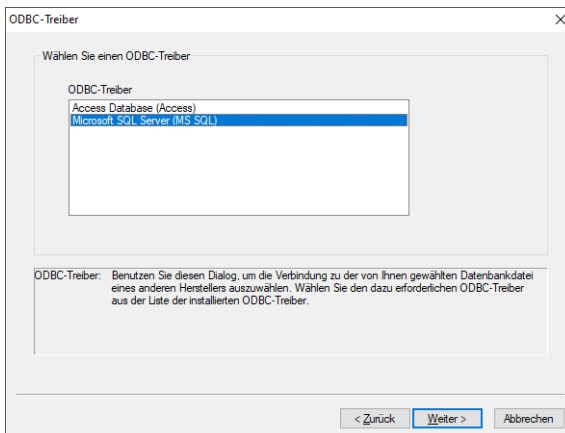 ODBC-Treiber
Wählen Sie einen ODBC-Treiber
ODBC-Treiber
Access Database (Access)
Microsoft SQL Server (MS SQL)
ODBC-Treiber: Benutzen Sie diesen Dialog, um die Verbindung zu der von Ihnen gewählten Datenbankdatei
eines anderen Herstellers auszuwählen. Wählen Sie den dazu erforderlichen ODBC-Treiber
aus der Liste der installierten ODBC-Treiber.
< Zurück Weiter > Abbrechen